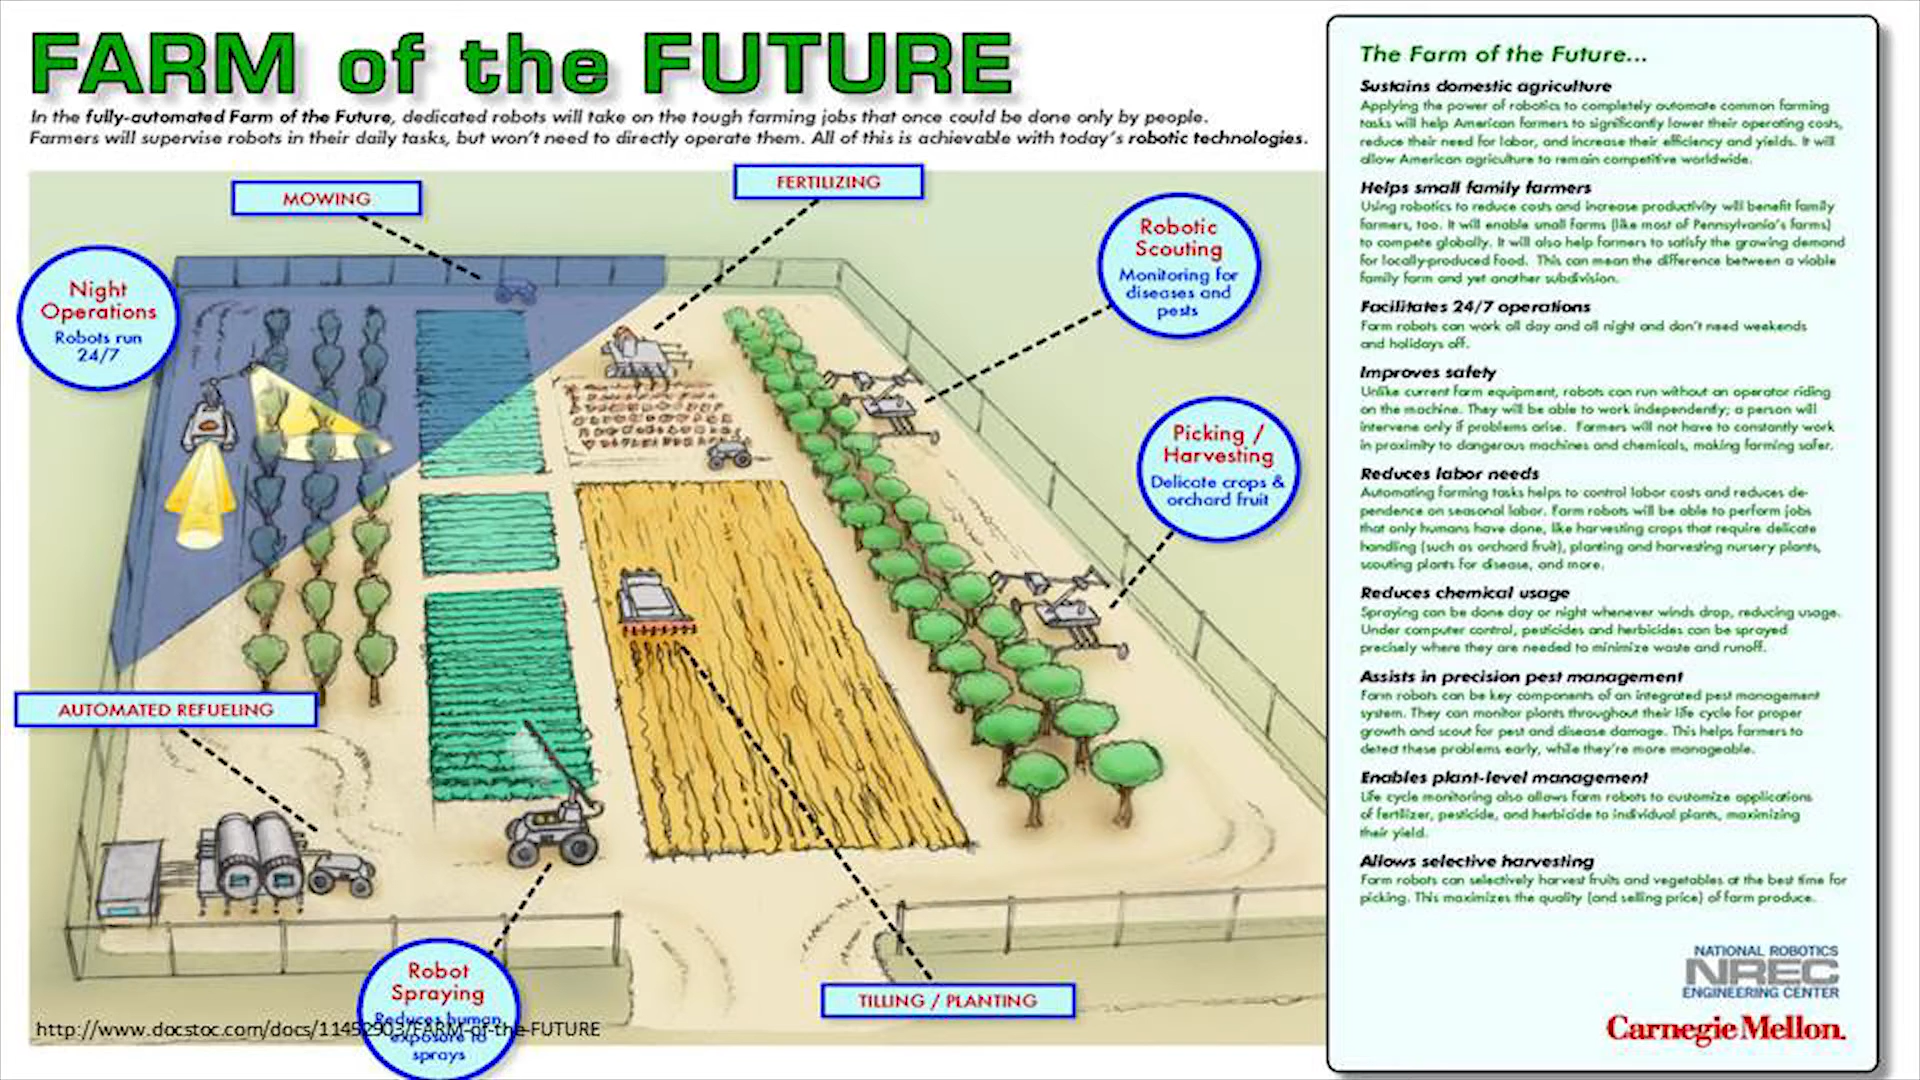 FARM of the FUTURE
In the fully-automated Farm of the Future, dedicated robots will take on the tough farming jobs that once could be done only by people.
Farmers will supervise robots in their daily tasks, but won't need to directly operate them. All of this is achievable with today's robotic technologies.
MOWING
FERTILIZING
Robotic
Scouting
Monitoring for
diseases and
pests
Night
Operations
Robots run
24/7
Picking /
Harvesting
Delicate crops &
orchard fruit
AUTOMATED REFUELING
Robot
Spraying
Reduces human
exposure to
sprays
TILLING / PLANTING
http://www.docstoc.com/docs/11452903/FARM-of-the-FUTURE
The Farm of the Future...
Sustains domestic agriculture
Applying the power of robotics to completely automate common farming
tasks will help American farmers to significantly lower their operating costs,
reduce their need for labor, and increase their efficiency and yields. It will
allow American agriculture to remain competitive worldwide.
Helps small family farmers
Using robotics to reduce costs and increase productivity will benefit family
farmers, too. It will enable small farms (like most of Pennsylvania's farms)
to compete globally. It will also help farmers to satisfy the growing demand
for locally-produced food. This can mean the difference between a viable
family farm and yet another subdivision.
Facilitates 24/7 operations
Farm robots can work all day and all night and don't need weekends
and holidays off.
Improves safety
Unlike current farm equipment, robots can run without an operator riding
on the machine. They will be able to work independently; a person will
intervene only if problems arise. Farmers will not have to constantly work
in proximity to dangerous machines and chemicals, making farming safer.
Reduces labor needs
Automating farming tasks helps to control labor costs and reduces de-
pendence on seasonal labor. Farm robots will be able to perform jobs
that only humans have done, like harvesting crops that require delicate
handling (such as orchard fruit), planting and harvesting nursery plants,
scouting plants for disease, and more.
Reduces chemical usage
Spraying can be done day or night whenever winds drop, reducing usage.
Under computer control, pesticides and herbicides can be sprayed
precisely where they are needed to minimize waste and runoff.
Assists in precision pest management
Farm robots can be key components of an integrated pest management
system. They can monitor plants throughout their life cycle for proper
growth and scout for pest and disease damage. This helps farmers to
detect these problems early, while they're more manageable.
Enables plant-level management
Life cycle monitoring also allows farm robots to customize applications
of fertilizer, pesticide, and herbicide to individual plants, maximizing
their yield.
Allows selective harvesting
Farm robots can selectively harvest fruits and vegetables at the best time for
picking. This maximizes the quality (and selling price) of farm produce.
NATIONAL ROBOTICS
NREC
ENGINEERING CENTER
Carnegie Mellon.